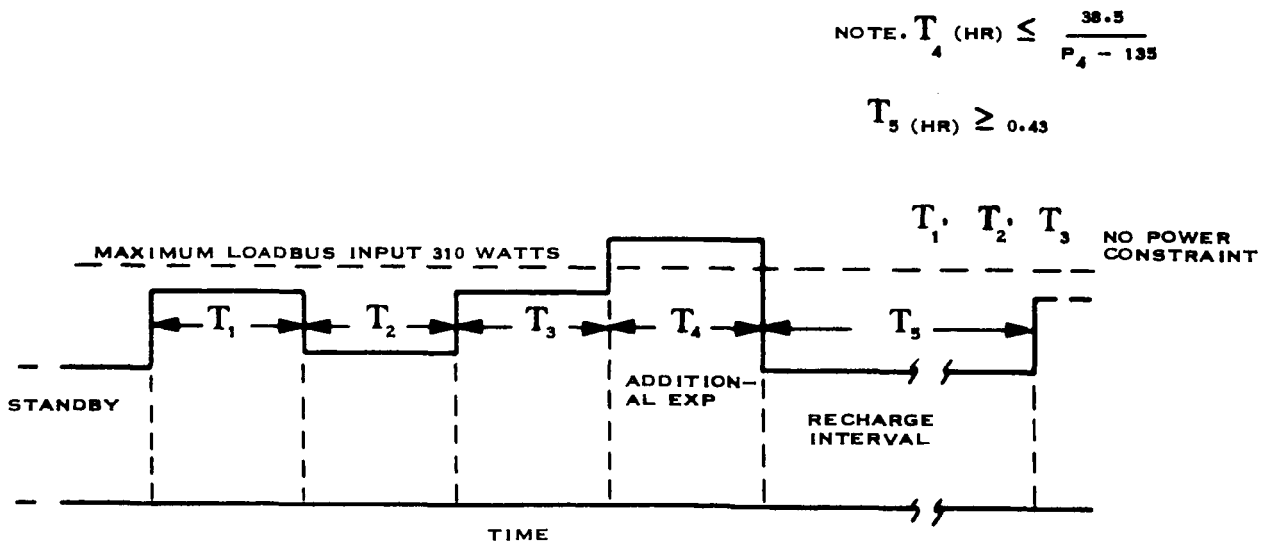 NOTE. T4 (HR) ≤ 38.5 / P4 - 135
T5 (HR) ≥ 0.43
T1, T2, T3 NO POWER CONSTRAINT
MAXIMUM LOADBUS INPUT 310 WATTS
T1 T2 T3 T4 T5
STANDBY
ADDITION-
AL EXP
RECHARGE
INTERVAL
TIME